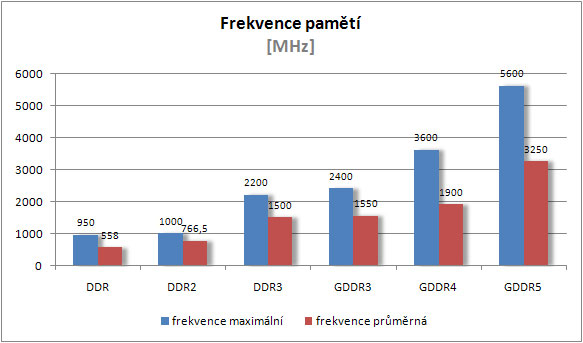 Frekvence pamětí
[MHz]
6000
5000
4000
3000
2000
1000
0
950
558
1000
766,5
2200
1500
2400
1550
3600
1900
5600
3250
DDR
DDR2
DDR3
GDDR3
GDDR4
GDDR5
frekvence maximální
frekvence průměrná